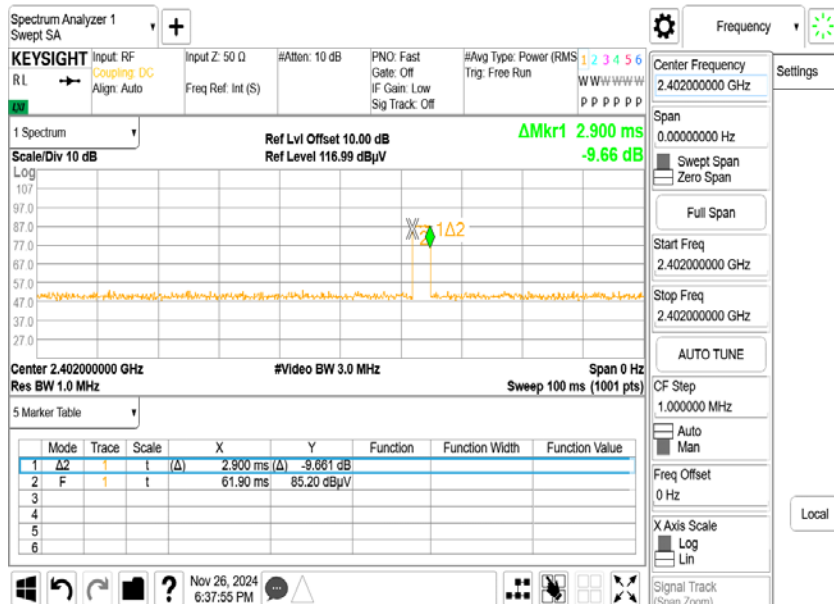 Spectrum Analyzer 1
Swept SA
+
Frequency
KEYSIGHT
RL
LXI
Input: RF
Coupling: DC
Align: Auto
Input Z: 50 Ω
Freq Ref: Int (S)
#Atten: 10 dB
PNO: Fast
Gate: Off
IF Gain: Low
Sig Track: Off
#Avg Type: Power (RMS
Trig: Free Run
1 2 3 4 5 6
W W W W W W
P P P P P P
Center Frequency
2.402000000 GHz
Settings
1 Spectrum
Scale/Div 10 dB
Ref Lvl Offset 10.00 dB
Ref Level 116.99 dBµV
ΔMkr1 2.900 ms
-9.66 dB
Log
107
97.0
87.0
77.0
67.0
57.0
47.0
37.0
27.0
X
2
1Δ2
Center 2.402000000 GHz
Res BW 1.0 MHz
#Video BW 3.0 MHz
Span 0 Hz
Sweep 100 ms (1001 pts)
Span
0.00000000 Hz
Swept Span
Zero Span
Full Span
Start Freq
2.402000000 GHz
Stop Freq
2.402000000 GHz
AUTO TUNE
CF Step
1.000000 MHz
Auto
Man
Freq Offset
0 Hz
X Axis Scale
Log
Lin
Signal Track
(Span Zoom)
Local
5 Marker Table
Mode Trace Scale X Y Function Function Width Function Value
1 Δ2 1 t (Δ) 2.900 ms (Δ) -9.661 dB
2 F 1 t 61.90 ms 85.20 dBµV
3
4
5
6
?
Nov 26, 2024
6:37:55 PM